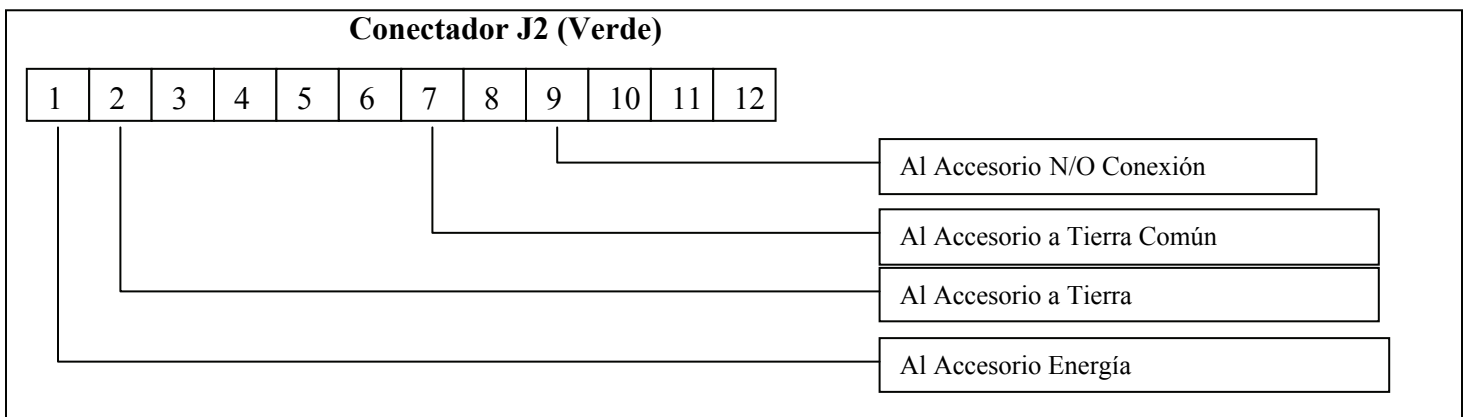 Conectador J2 (Verde)
1 2 3 4 5 6 7 8 9 10 11 12
Al Accesorio N/O Conexión
Al Accesorio a Tierra Común
Al Accesorio a Tierra
Al Accesorio Energía